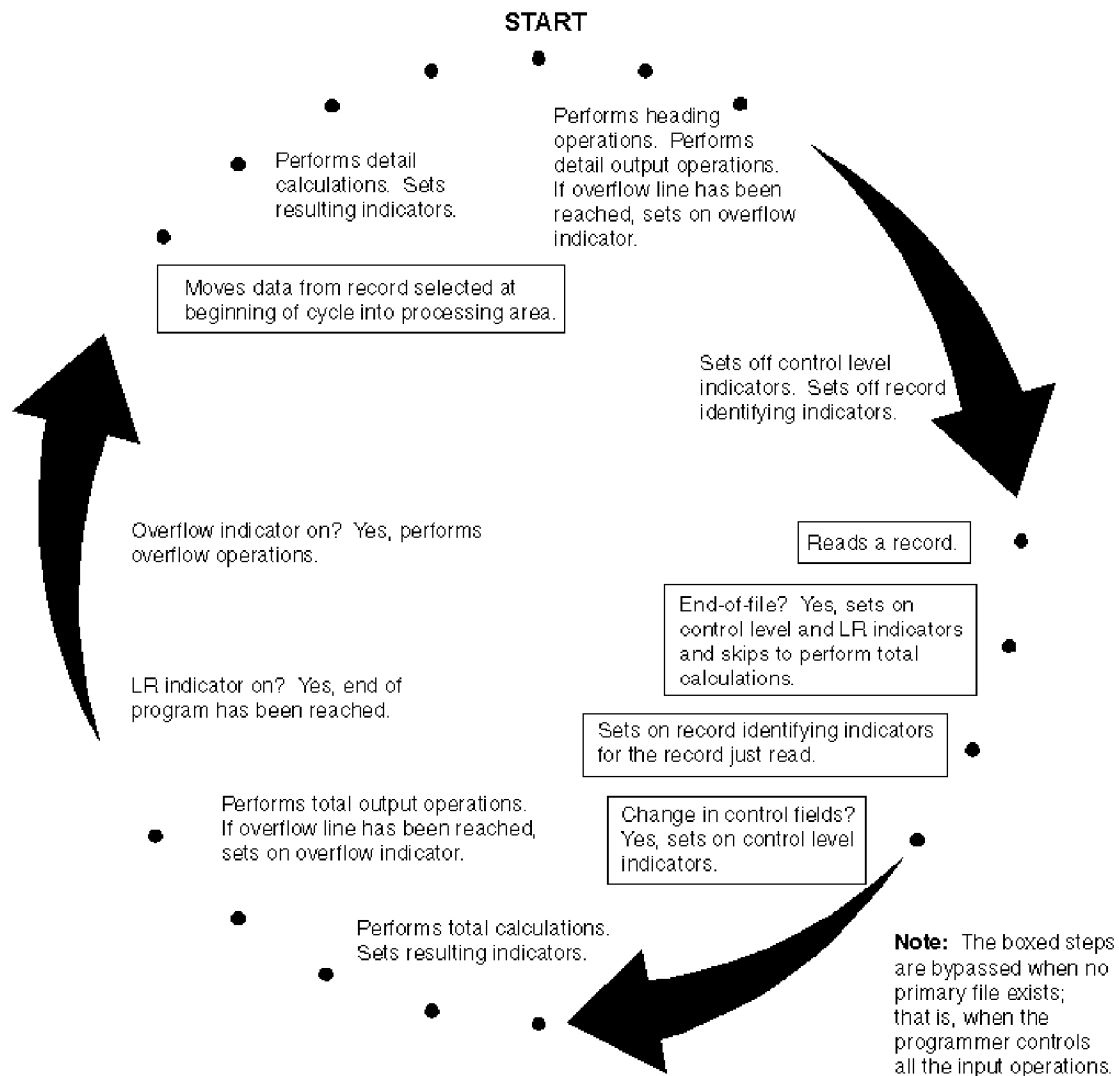 START
Performs heading
operations. Performs
detail output operations.
If overflow line has been
reached, sets on overflow
indicator.
Sets off control level
indicators. Sets off record
identifying indicators.
Reads a record.
End-of-file? Yes, sets on
control level and LR indicators
and skips to perform total
calculations.
Sets on record identifying indicators
for the record just read.
Change in control fields?
Yes, sets on control level
indicators.
Performs total calculations.
Sets resulting indicators.
Performs total output operations.
If overflow line has been reached,
sets on overflow indicator.
LR indicator on? Yes, end of
program has been reached.
Overflow indicator on? Yes, performs
overflow operations.
Moves data from record selected at
beginning of cycle into processing area.
Performs detail
calculations. Sets
resulting indicators.
Note: The boxed steps
are bypassed when no
primary file exists;
that is, when the
programmer controls
all the input operations.